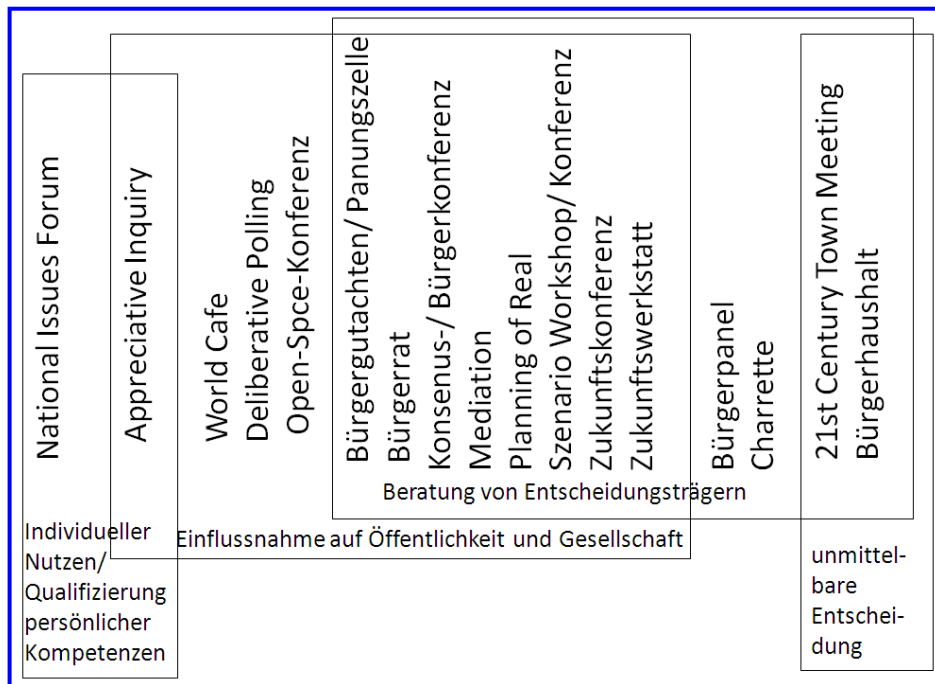 National Issues Forum
Appreciative Inquiry
World Cafe
Deliberative Polling
Open-Spce-Konferenz
Bürgergutachten/ Panungszelle
Bürgerrat
Konsenus-/ Bürgerkonferenz
Mediation
Planning of Real
Szenario Workshop/ Konferenz
Zukunftskonferenz
Zukunftswerkstatt
Bürgerpanel
Charrette
21st Century Town Meeting
Bürgerhaushalt
Beratung von Entscheidungsträgern
Einflussnahme auf Öffentlichkeit und Gesellschaft
Individueller
Nutzen/
Qualifizierung
persönlicher
Kompetenzen
unmittel-
bare
Entschei-
dung